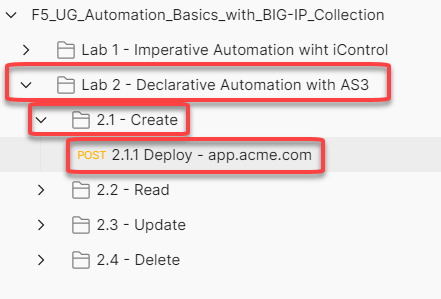 F5_UG_Automation_Basics_with_BIG-IP_Collection
Lab 1 - Imperative Automation wiht iControl
Lab 2 - Declarative Automation with AS3
2.1 - Create
POST 2.1.1 Deploy - app.acme.com
2.2 - Read
2.3 - Update
2.4 - Delete